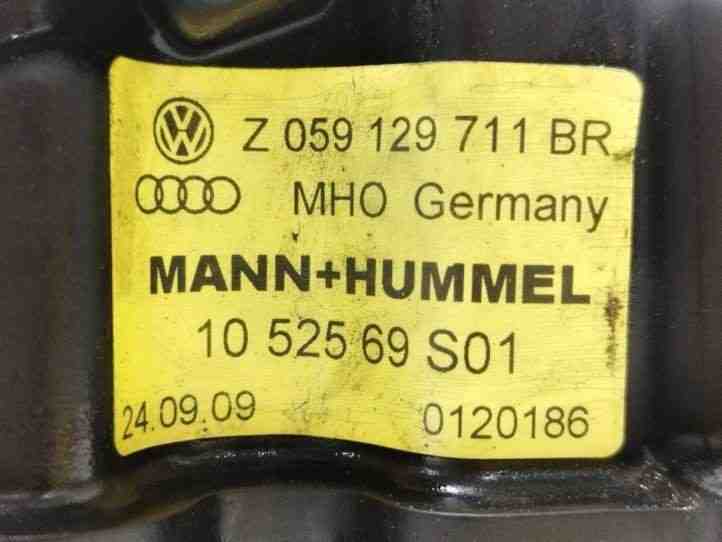 Z 059 129 711 BR
MHO Germany
MANN+HUMMEL
10 525 69 S01
24.09.09 0120186